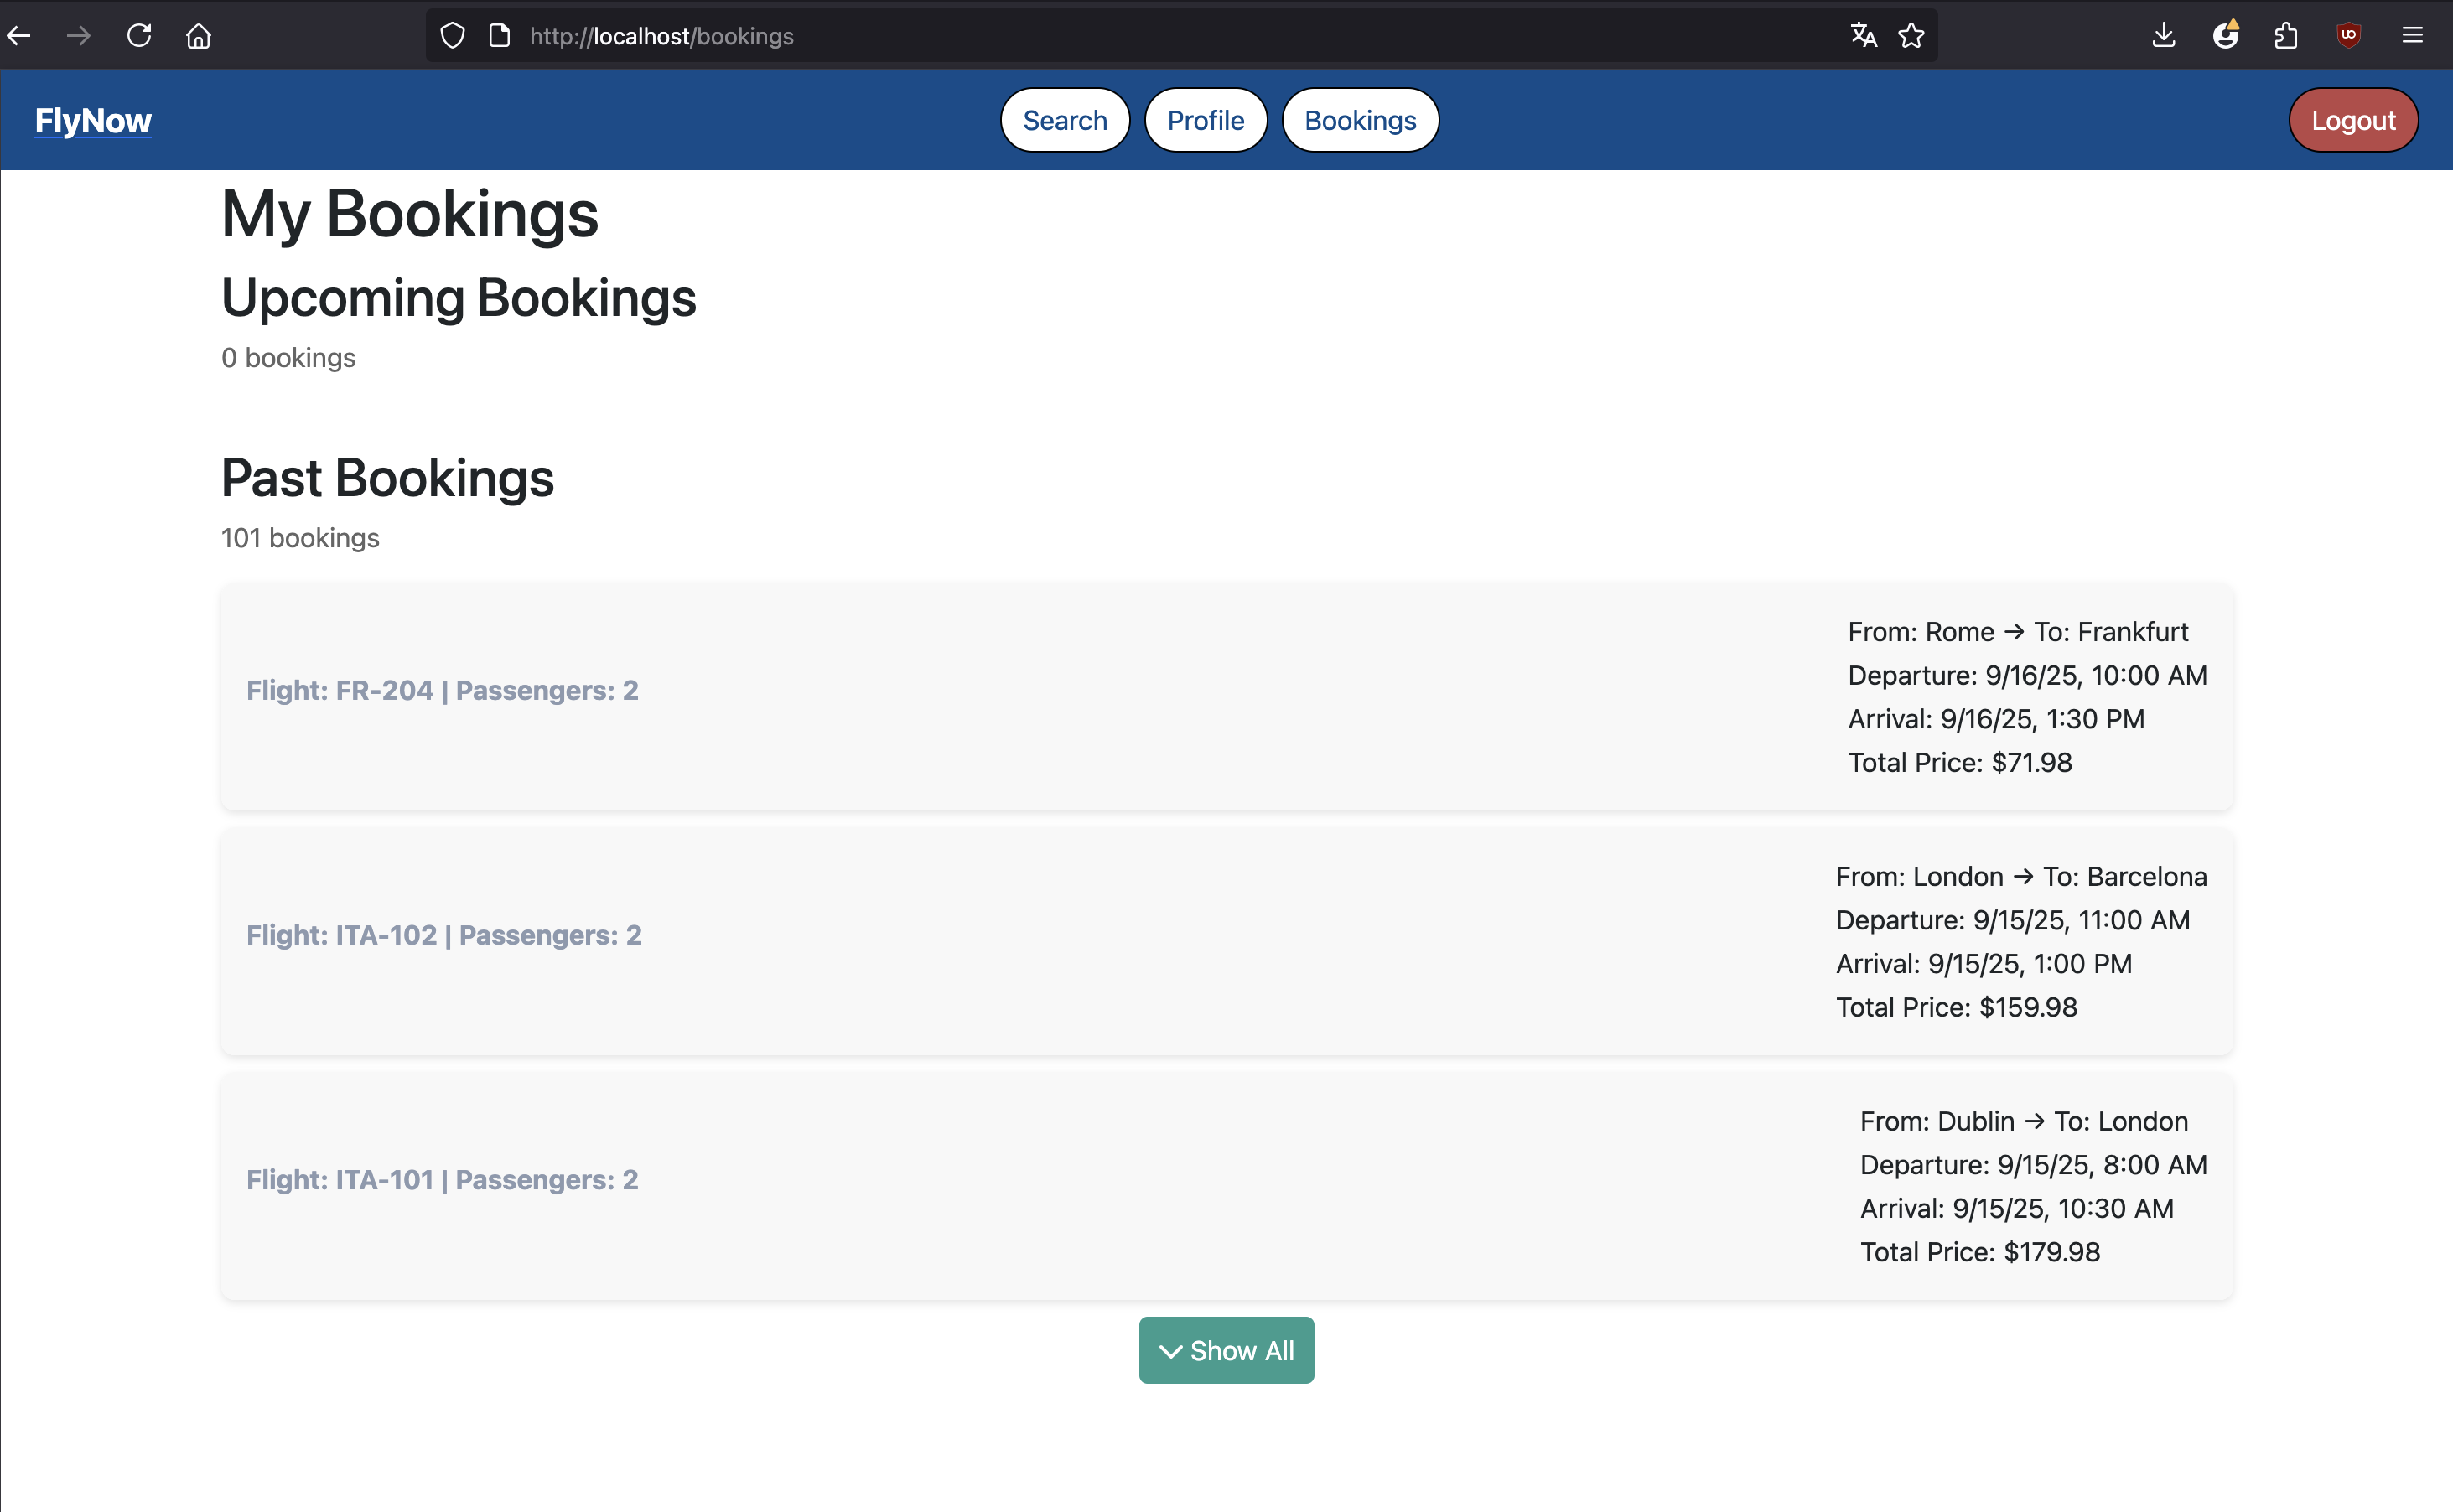 http://localhost/bookings
FlyNow
Search
Profile
Bookings
Logout
My Bookings
Upcoming Bookings
0 bookings
Past Bookings
101 bookings
Flight: FR-204 | Passengers: 2
From: Rome → To: Frankfurt
Departure: 9/16/25, 10:00 AM
Arrival: 9/16/25, 1:30 PM
Total Price: $71.98
Flight: ITA-102 | Passengers: 2
From: London → To: Barcelona
Departure: 9/15/25, 11:00 AM
Arrival: 9/15/25, 1:00 PM
Total Price: $159.98
Flight: ITA-101 | Passengers: 2
From: Dublin → To: London
Departure: 9/15/25, 8:00 AM
Arrival: 9/15/25, 10:30 AM
Total Price: $179.98
Show All